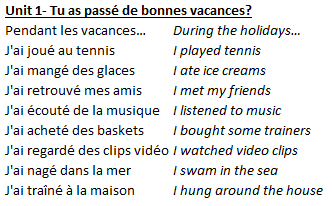 Unit 1- Tu as passé de bonnes vacances?
Pendant les vacances… During the holidays…
J'ai joué au tennis I played tennis
J'ai mangé des glaces I ate ice creams
J'ai retrouvé mes amis I met my friends
J'ai écouté de la musique I listened to music
J'ai acheté des baskets I bought some trainers
J'ai regardé des clips vidéo I watched video clips
J'ai nagé dans la mer I swam in the sea
J'ai traîné à la maison I hung around the house